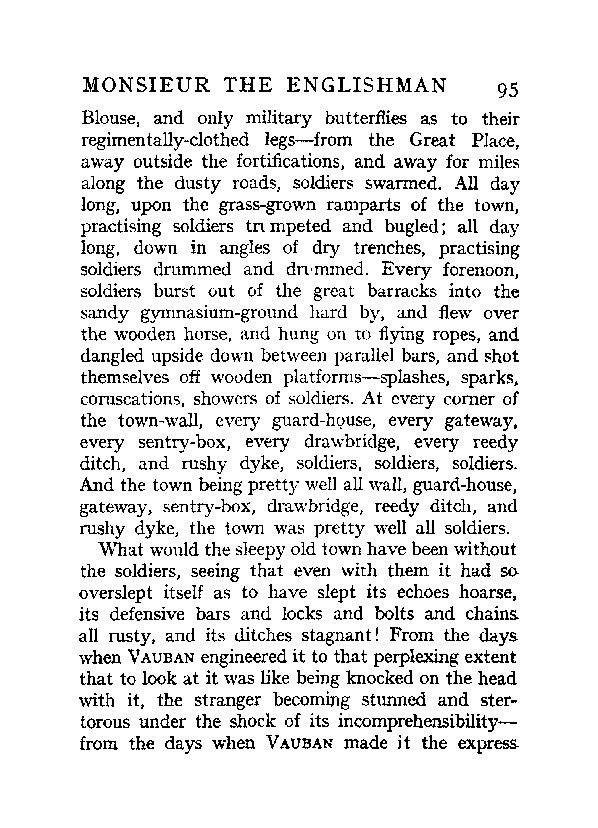 MONSIEUR THE ENGLISHMAN 95
Blouse, and only military butterflies as to their
regimentally-clothed legs—from the Great Place,
away outside the fortifications, and away for miles
along the dusty roads, soldiers swarmed. All day
long, upon the grass-grown ramparts of the town,
practising soldiers trumpeted and bugled; all day
long, down in angles of dry trenches, practising
soldiers drummed and drummed. Every forenoon,
soldiers burst out of the great barracks into the
sandy gymnasium-ground hard by, and flew over
the wooden horse, and hung on to flying ropes, and
dangled upside down between parallel bars, and shot
themselves off wooden platforms—splashes, sparks,
coruscations, showers of soldiers. At every corner of
the town-wall, every guard-house, every gateway,
every sentry-box, every drawbridge, every reedy
ditch, and rushy dyke, soldiers, soldiers, soldiers.
And the town being pretty well all wall, guard-house,
gateway, sentry-box, drawbridge, reedy ditch, and
rushy dyke, the town was pretty well all soldiers.
What would the sleepy old town have been without
the soldiers, seeing that even with them it had so
overslept itself as to have slept its echoes hoarse,
its defensive bars and locks and bolts and chains
all rusty, and its ditches stagnant! From the days
when VAUBAN engineered it to that perplexing extent
that to look at it was like being knocked on the head
with it, the stranger becoming stunned and ster-
torous under the shock of its incomprehensibility—
from the days when VAUBAN made it the express